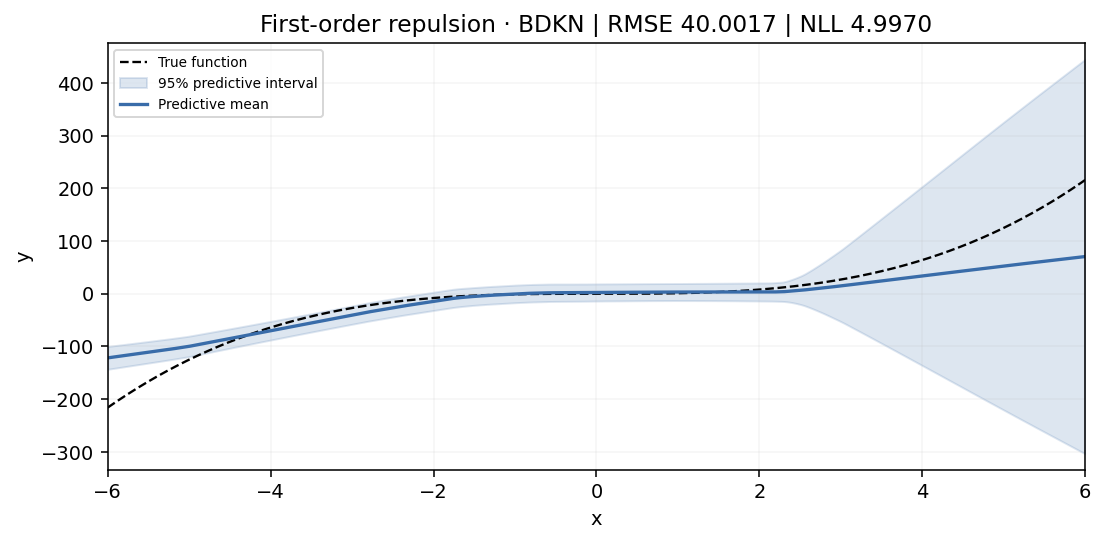 First-order repulsion · BDKN | RMSE 40.0017 | NLL 4.9970
True function
95% predictive interval
Predictive mean
400
300
200
100
0
−100
−200
−300
y
−6
−4
−2
0
2
4
6
x